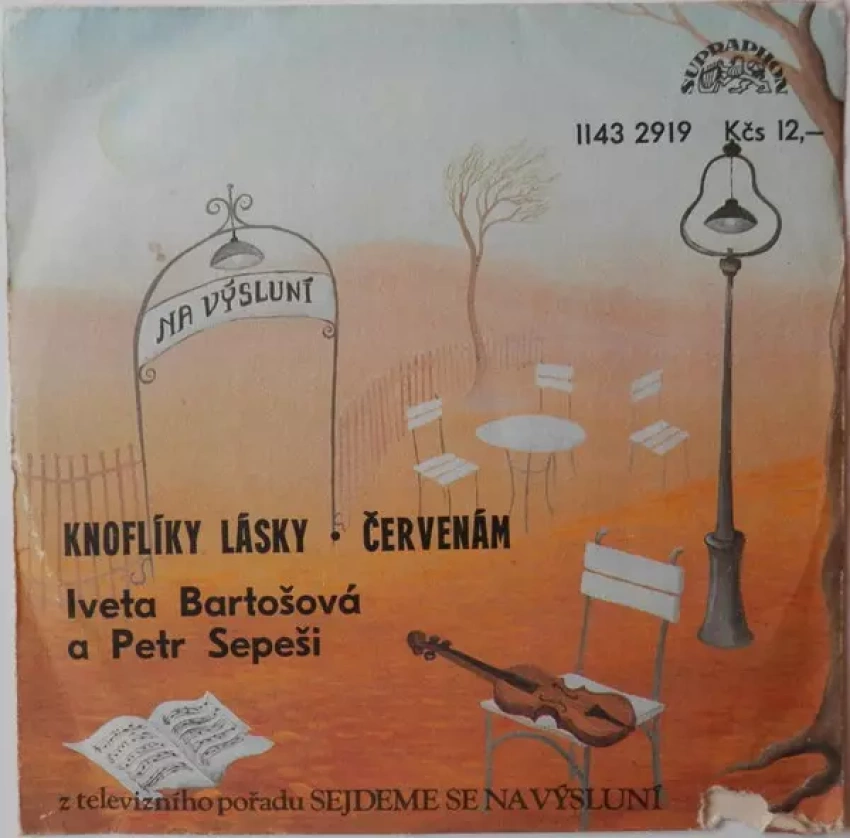 SUPRAPHON
1143 2919 Kčs 12,–
NA VÝSLUNÍ
KNOFLÍKY LÁSKY • ČERVENÁM
Iveta Bartošová
a Petr Sepeši
z televizního pořadu SEJDEME SE NA VÝSLUNÍ